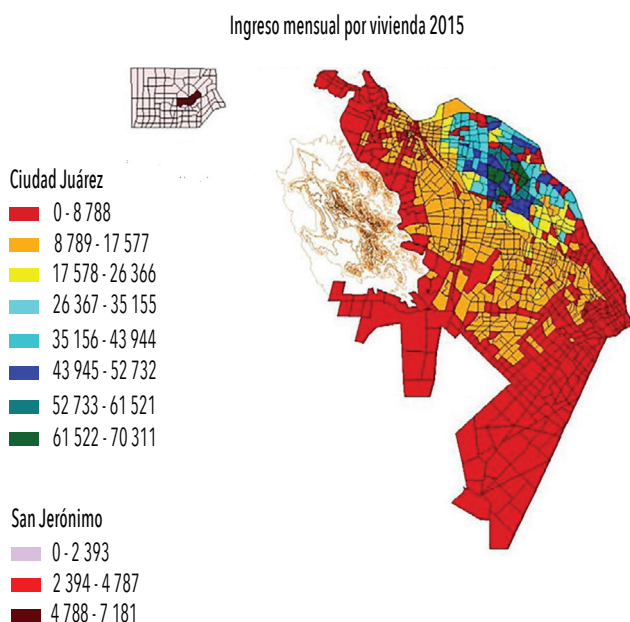 Ingreso mensual por vivienda 2015
Ciudad Juárez
0 - 8 788
8 789 - 17 577
17 578 - 26 366
26 367 - 35 155
35 156 - 43 944
43 945 - 52 732
52 733 - 61 521
61 522 - 70 311
San Jerónimo
0 - 2 393
2 394 - 4 787
4 788 - 7 181